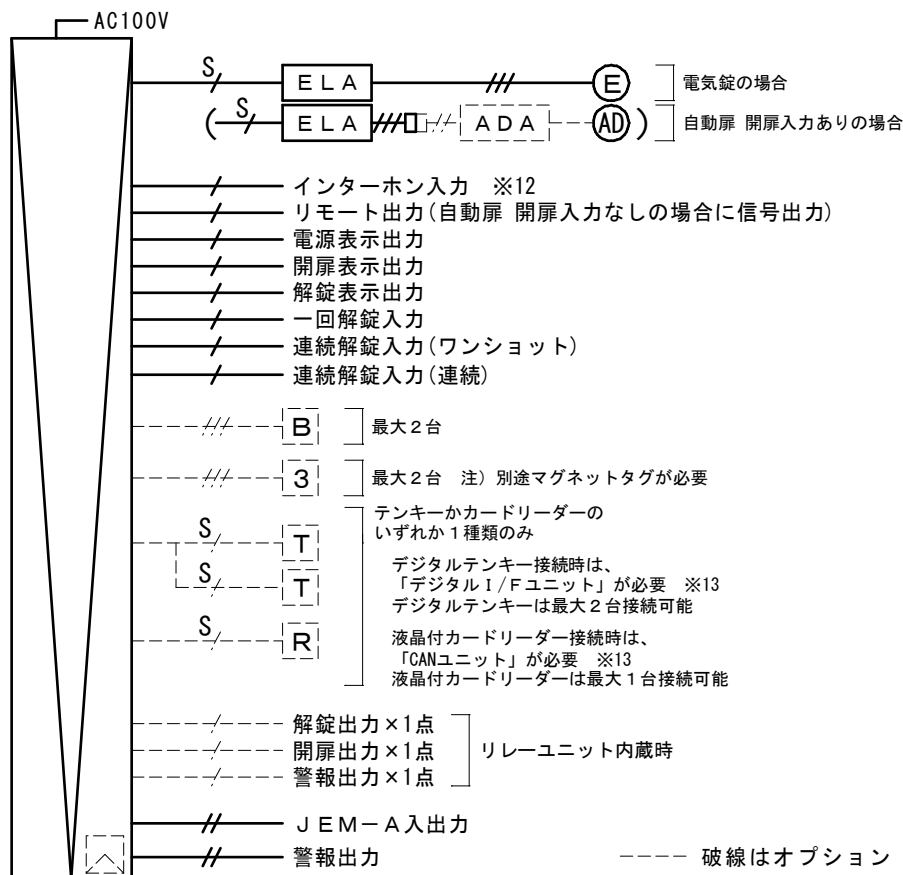 AC100V
S ELA E 電気錠の場合
( S ELA ADA AD ) 自動扉 開扉入力ありの場合
インターホン入力 ※12
リモート出力(自動扉 開扉入力なしの場合に信号出力)
電源表示出力
開扉表示出力
解錠表示出力
一回解錠入力
連続解錠入力(ワンショット)
連続解錠入力(連続)
B 最大2台
3 最大2台 注)別途マグネットタグが必要
テンキーかカードリーダーの
いずれか1種類のみ
S T
デジタルテンキー接続時は、
「デジタルI/Fユニット」が必要 ※13
S T
デジタルテンキーは最大2台接続可能
S R
液晶付カードリーダー接続時は、
「CANユニット」が必要 ※13
液晶付カードリーダーは最大1台接続可能
解錠出力×1点
開扉出力×1点 リレーユニット内蔵時
警報出力×1点
JEM-A入出力
警報出力
---- 破線はオプション